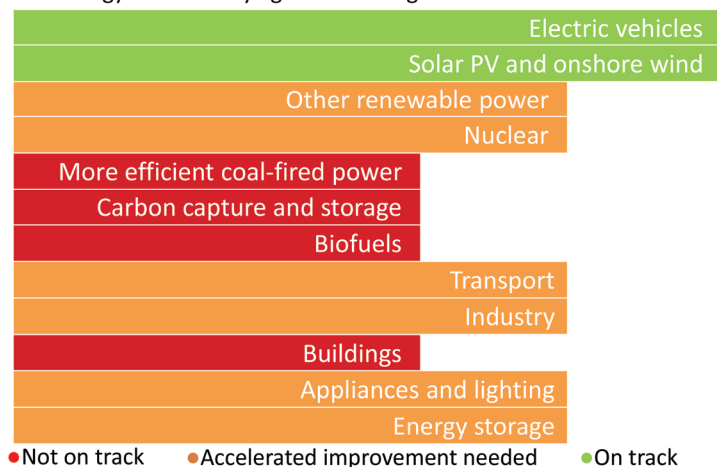 Electric vehicles
Solar PV and onshore wind
Other renewable power
Nuclear
More efficient coal-fired power
Carbon capture and storage
Biofuels
Transport
Industry
Buildings
Appliances and lighting
Energy storage
●Not on track ●Accelerated improvement needed ●On track